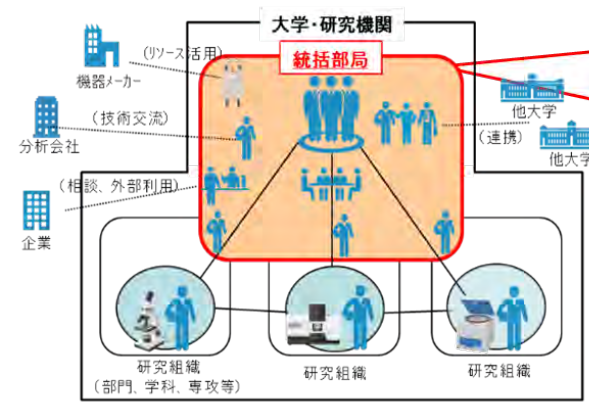 大学・研究機関
統括部局
(リソース活用)
機器メーカー
(技術交流)
分析会社
(相談、外部利用)
企業
他大学
(連携)
他大学
研究組織
(部門、学科、専攻等)
研究組織
研究組織